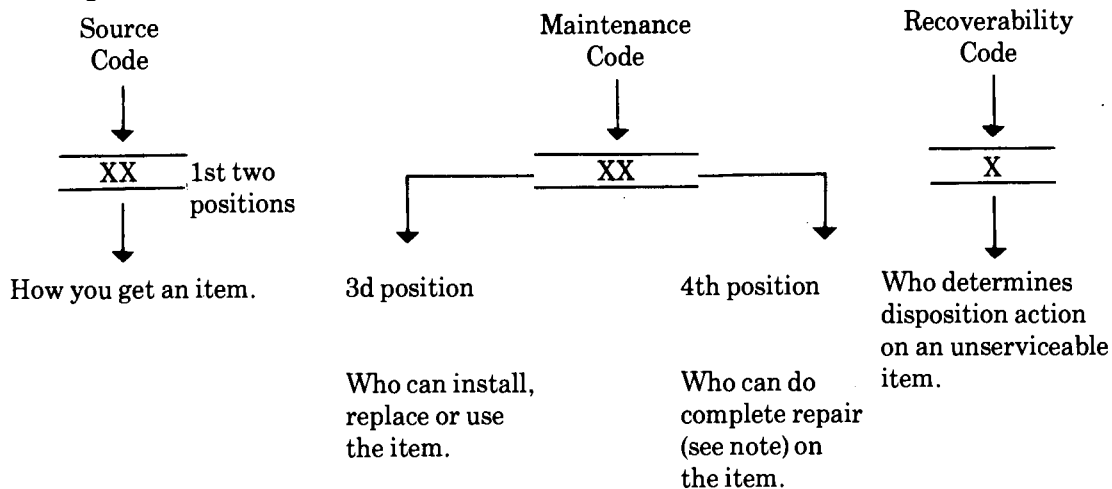 Source
Code
Maintenance
Code
Recoverability
Code
XX
1st two
positions
XX
X
How you get an item.
3d position
4th position
Who determines
disposition action
on an unserviceable
item.
Who can install,
replace or use
the item.
Who can do
complete repair
(see note) on
the item.